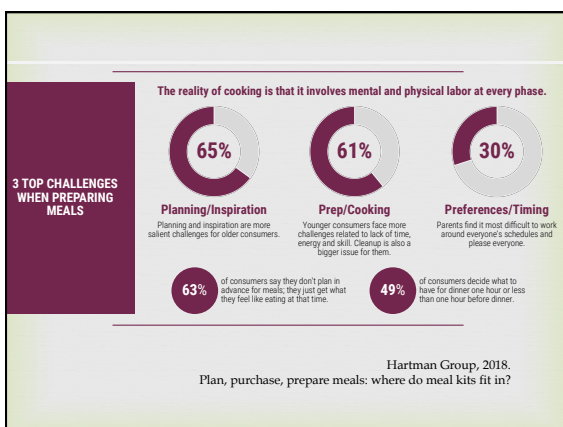 The reality of cooking is that it involves mental and physical labor at every phase.
3 TOP CHALLENGES
WHEN PREPARING
MEALS
65%
61%
30%
Planning/Inspiration
Planning and inspiration are more
salient challenges for older consumers.
Prep/Cooking
Younger consumers face more
challenges related to lack of time,
energy and skill. Cleanup is also a
bigger issue for them.
Preferences/Timing
Parents find it most difficult to work
around everyone's schedules and
please everyone.
63%
of consumers say they don't plan in
advance for meals; they just get what
they feel like eating at that time.
49%
of consumers decide what to
have for dinner one hour or less
than one hour before dinner.
Hartman Group, 2018.
Plan, purchase, prepare meals: where do meal kits fit in?